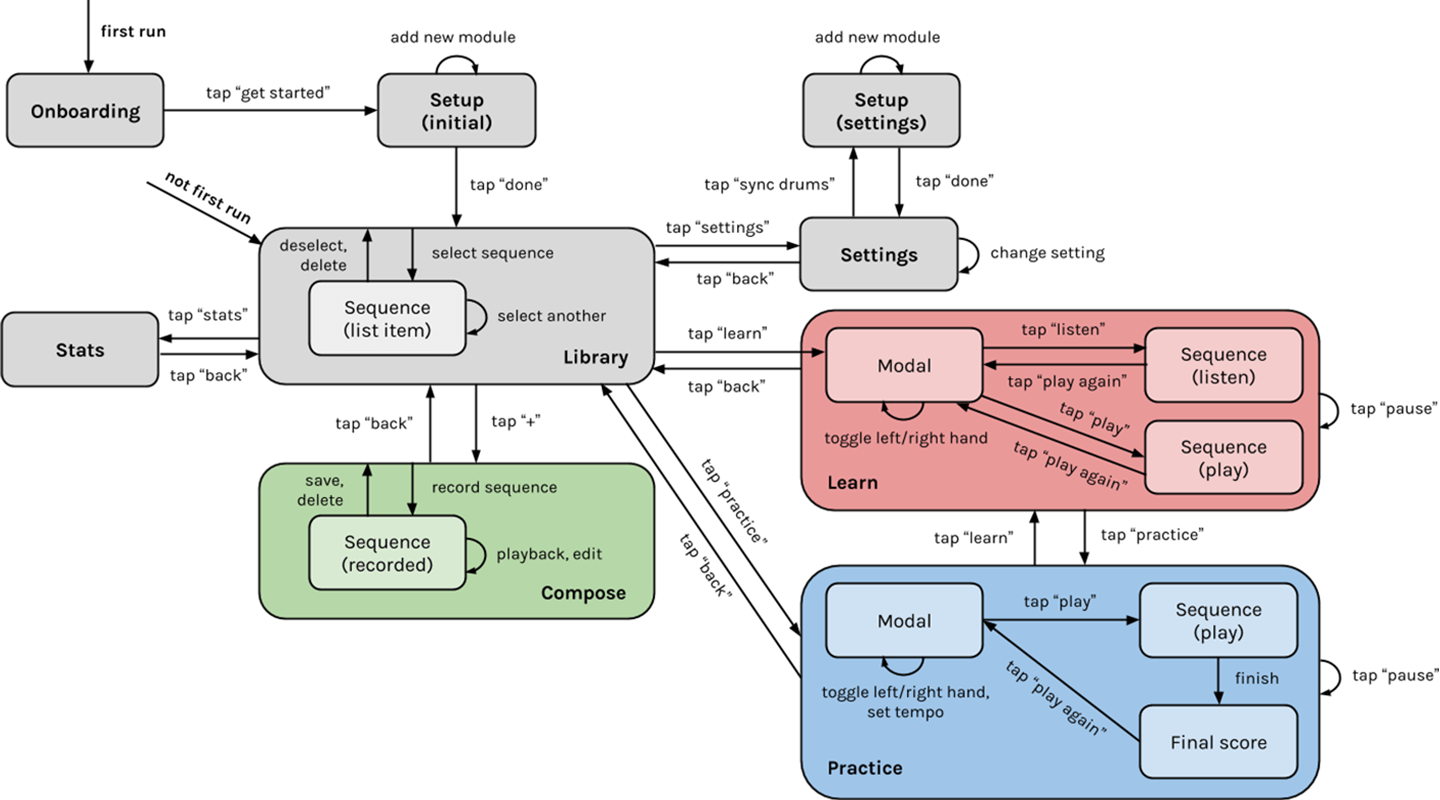 first run
add new module
add new module
Onboarding
tap “get started”
Setup
(initial)
Setup
(settings)
not first run
tap “done”
tap “sync drums”
tap “done”
deselect,
delete
select sequence
tap “settings”
Settings
change setting
tap “back”
Sequence
(list item)
select another
Library
tap “stats”
Stats
tap “back”
tap “learn”
tap “back”
Modal
tap “listen”
Sequence
(listen)
tap “play again”
toggle left/right hand
tap “play”
tap “play again”
Sequence
(play)
tap “pause”
Learn
tap “back”
tap “+”
save,
delete
record sequence
Sequence
(recorded)
playback, edit
Compose
tap “practice”
tap “back”
tap “learn”
tap “practice”
Modal
tap “play”
Sequence
(play)
toggle left/right hand,
set tempo
tap “play again”
finish
tap “pause”
Final score
Practice